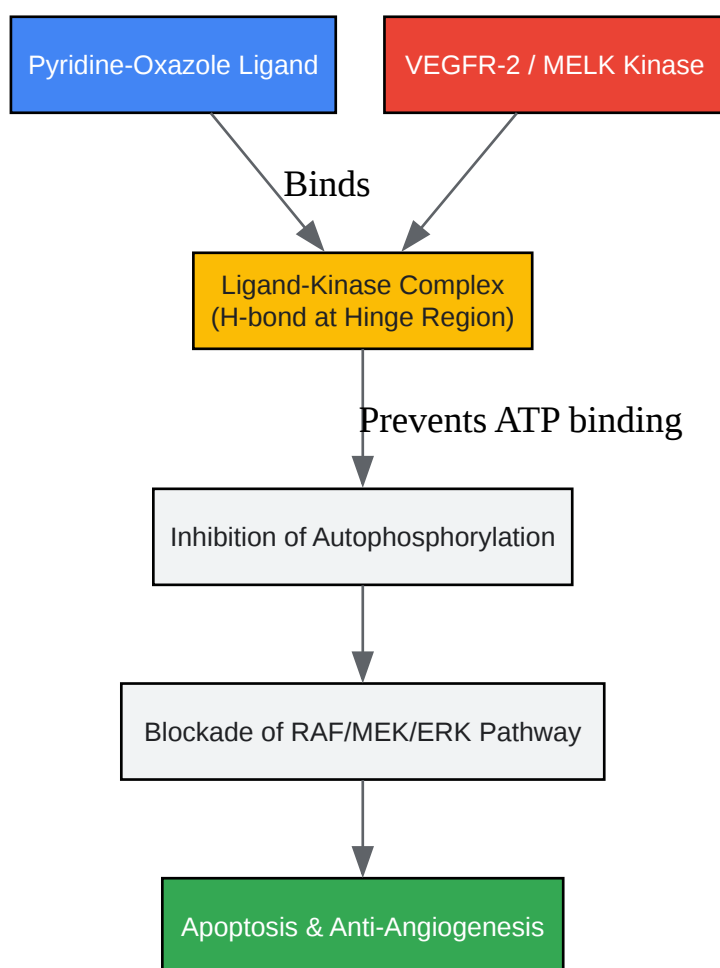 Pyridine-Oxazole Ligand
VEGFR-2 / MELK Kinase
Binds
Ligand-Kinase Complex
(H-bond at Hinge Region)
Prevents ATP binding
Inhibition of Autophosphorylation
Blockade of RAF/MEK/ERK Pathway
Apoptosis & Anti-Angiogenesis